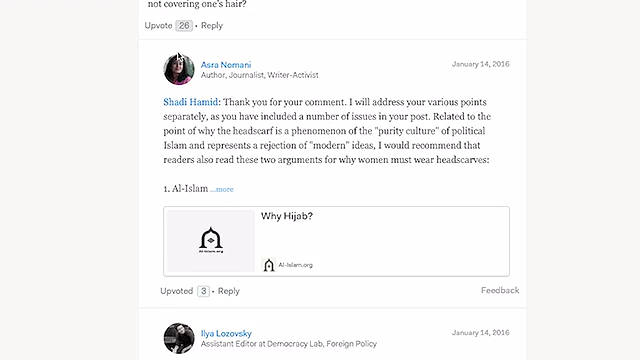 not covering one's hair?
Upvote 26 • Reply
Asra Nomani
January 14, 2016
Author, Journalist, Writer-Activist
Shadi Hamid: Thank you for your comment. I will address your various points
separately, as you have included a number of issues in your post. Related to the
point of why the headscarf is a phenomenon of the "purity culture" of political
Islam and represents a rejection of "modern" ideas, I would recommend that
readers also read these two arguments for why women must wear headscarves:
1. Al-Islam ...more
Why Hijab?
Al-Islam.org
Al-Islam.org
Upvoted 3 • Reply
Feedback
Ilya Lozovsky
January 14, 2016
Assistant Editor at Democracy Lab, Foreign Policy